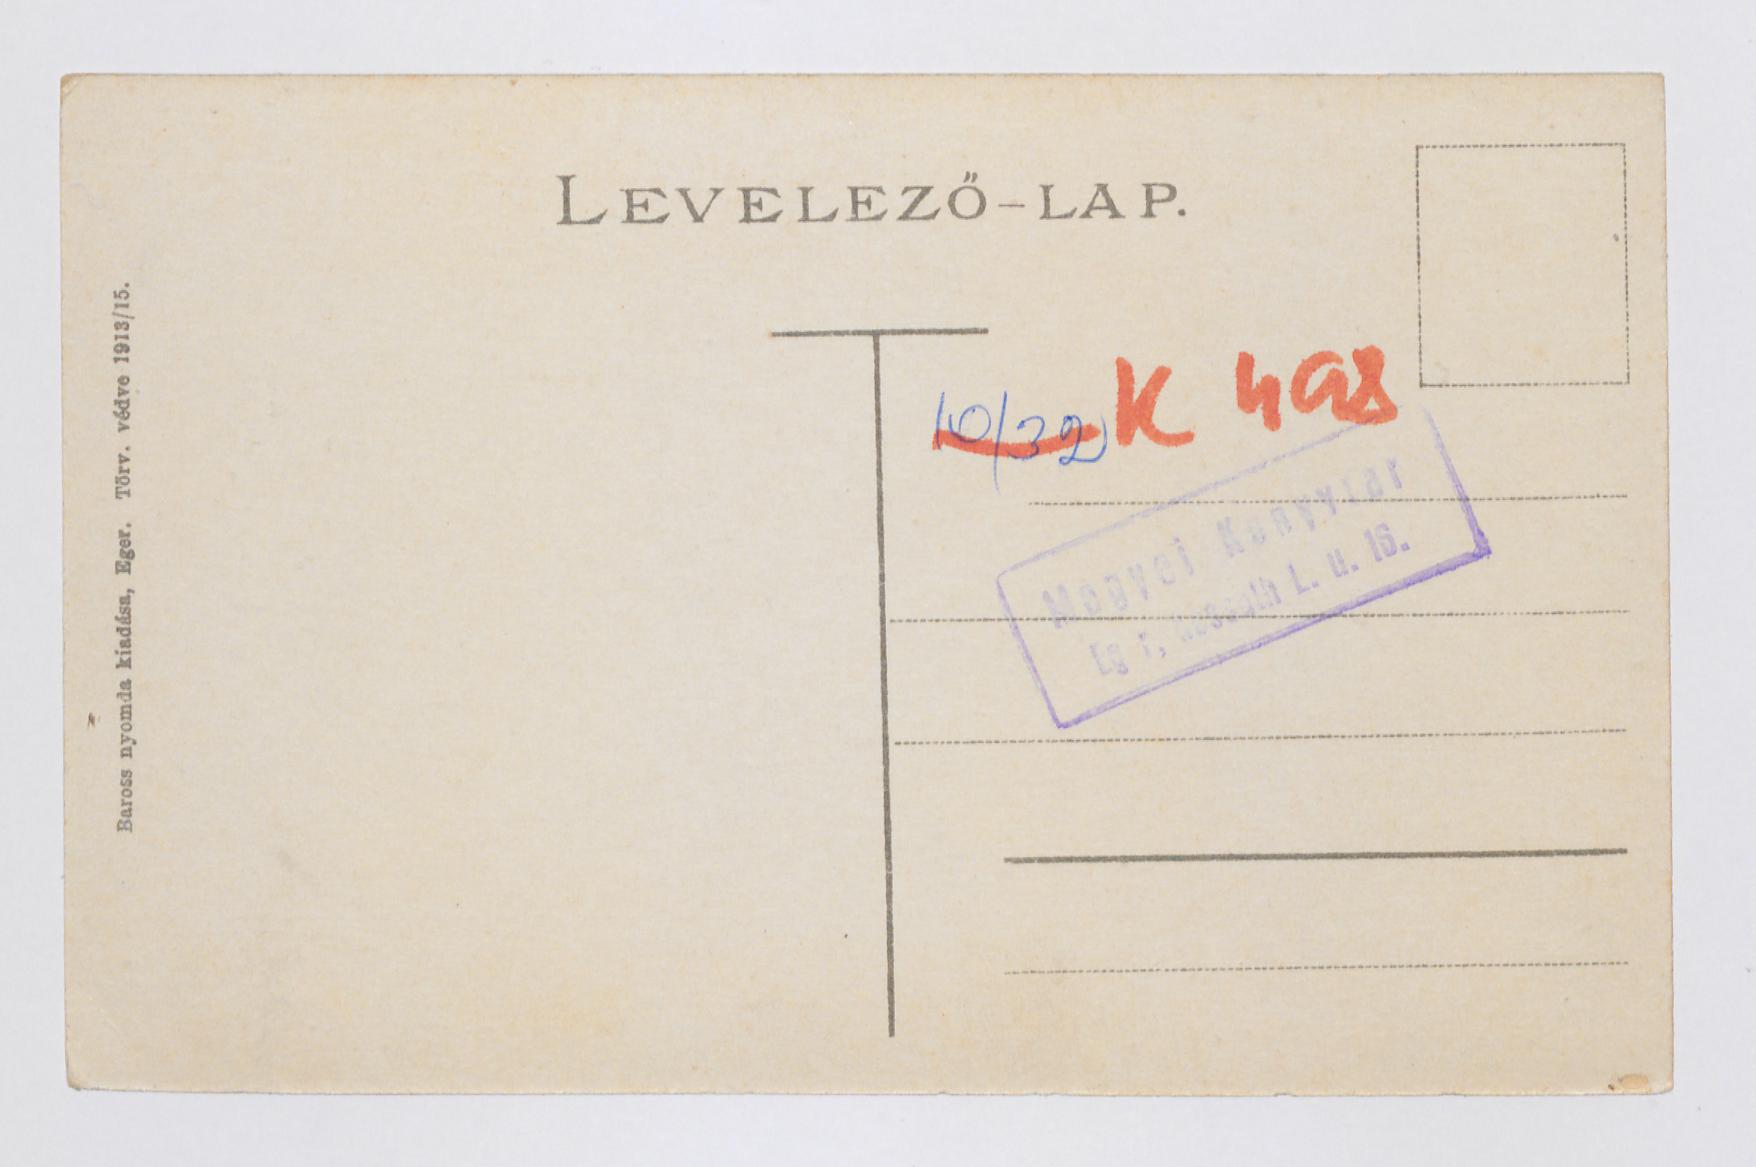 LEVELEZŐ-LAP.
Baross nyomda kiadása, Eger. Törv. védve 1913/15.
10/32
K 498
Megyei Könyvtár
Eger, Kossuth L. u. 16.